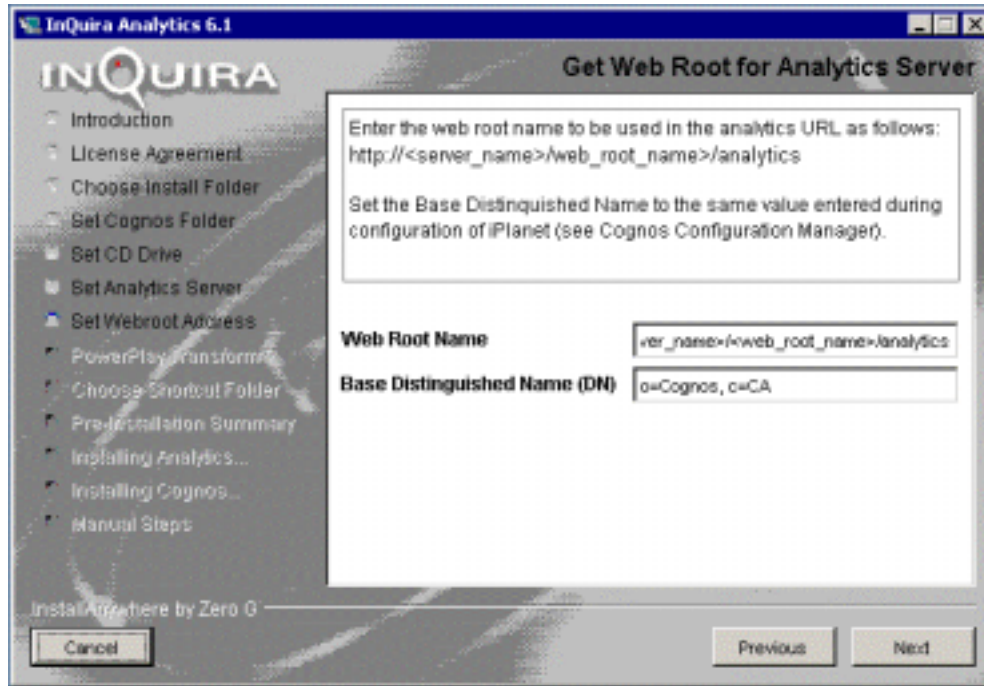 InQuira Analytics 6.1
INQUIRA
Get Web Root for Analytics Server
Introduction
License Agreement
Choose Install Folder
Set Cognos Folder
Set CD Drive
Set Analytics Server
Set Webroot Address
PowerPlay Transformer
Choose Shortcut Folder
Pre-Installation Summary
Installing Analytics...
Installing Cognos...
Manual Steps
Enter the web root name to be used in the analytics URL as follows:
http://<server_name>/web_root_name>/analytics
Set the Base Distinquished Name to the same value entered during
configuration of iPlanet (see Cognos Configuration Manager).
Web Root Name
ver_name>/<web_root_name>/analytics
Base Distinguished Name (DN)
o=Cognos, c=CA
InstallAnywhere by Zero G
Cancel
Previous
Next